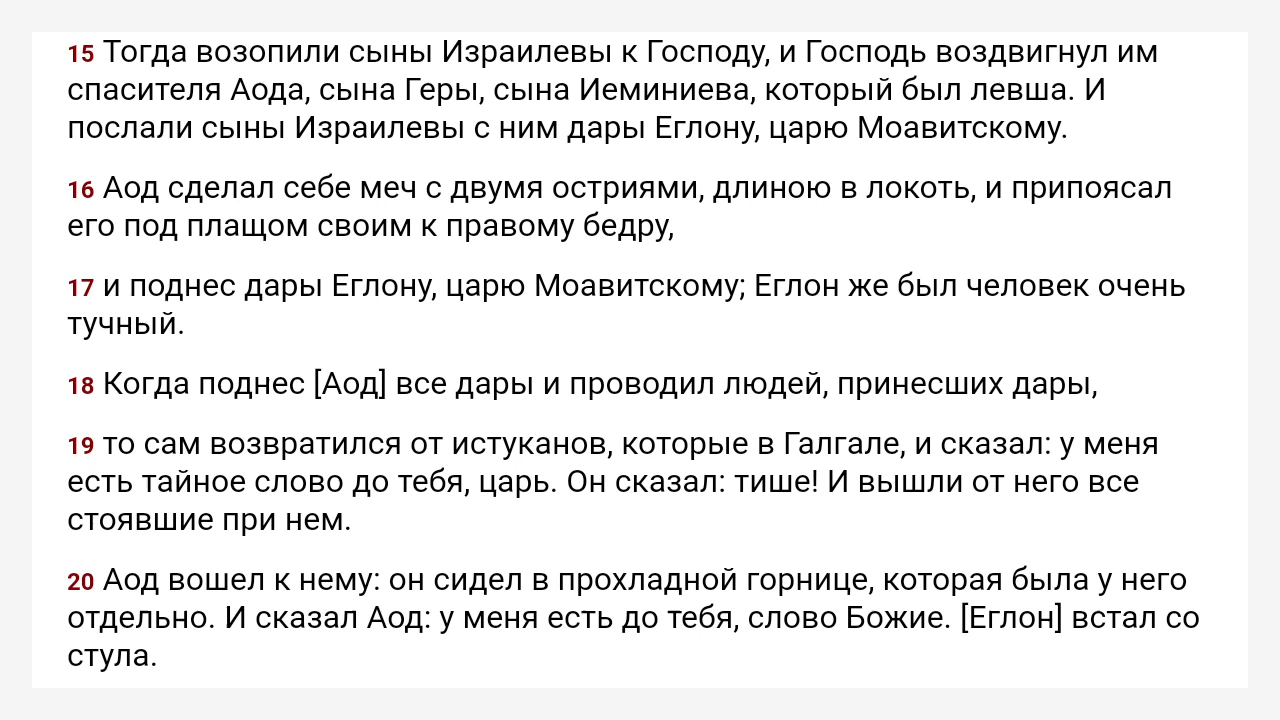 15 Тогда возопили сыны Израилевы к Господу, и Господь воздвигнул им
спасителя Аода, сына Геры, сына Иеминиева, который был левша. И
послали сыны Израилевы с ним дары Еглону, царю Моавитскому.
16 Аод сделал себе меч с двумя остриями, длиною в локоть, и припоясал
его под плащом своим к правому бедру,
17 и поднес дары Еглону, царю Моавитскому; Еглон же был человек очень
тучный.
18 Когда поднес [Аод] все дары и проводил людей, принесших дары,
19 то сам возвратился от истуканов, которые в Галгале, и сказал: у меня
есть тайное слово до тебя, царь. Он сказал: тише! И вышли от него все
стоявшие при нем.
20 Аод вошел к нему: он сидел в прохладной горнице, которая была у него
отдельно. И сказал Аод: у меня есть до тебя, слово Божие. [Еглон] встал со
стула.